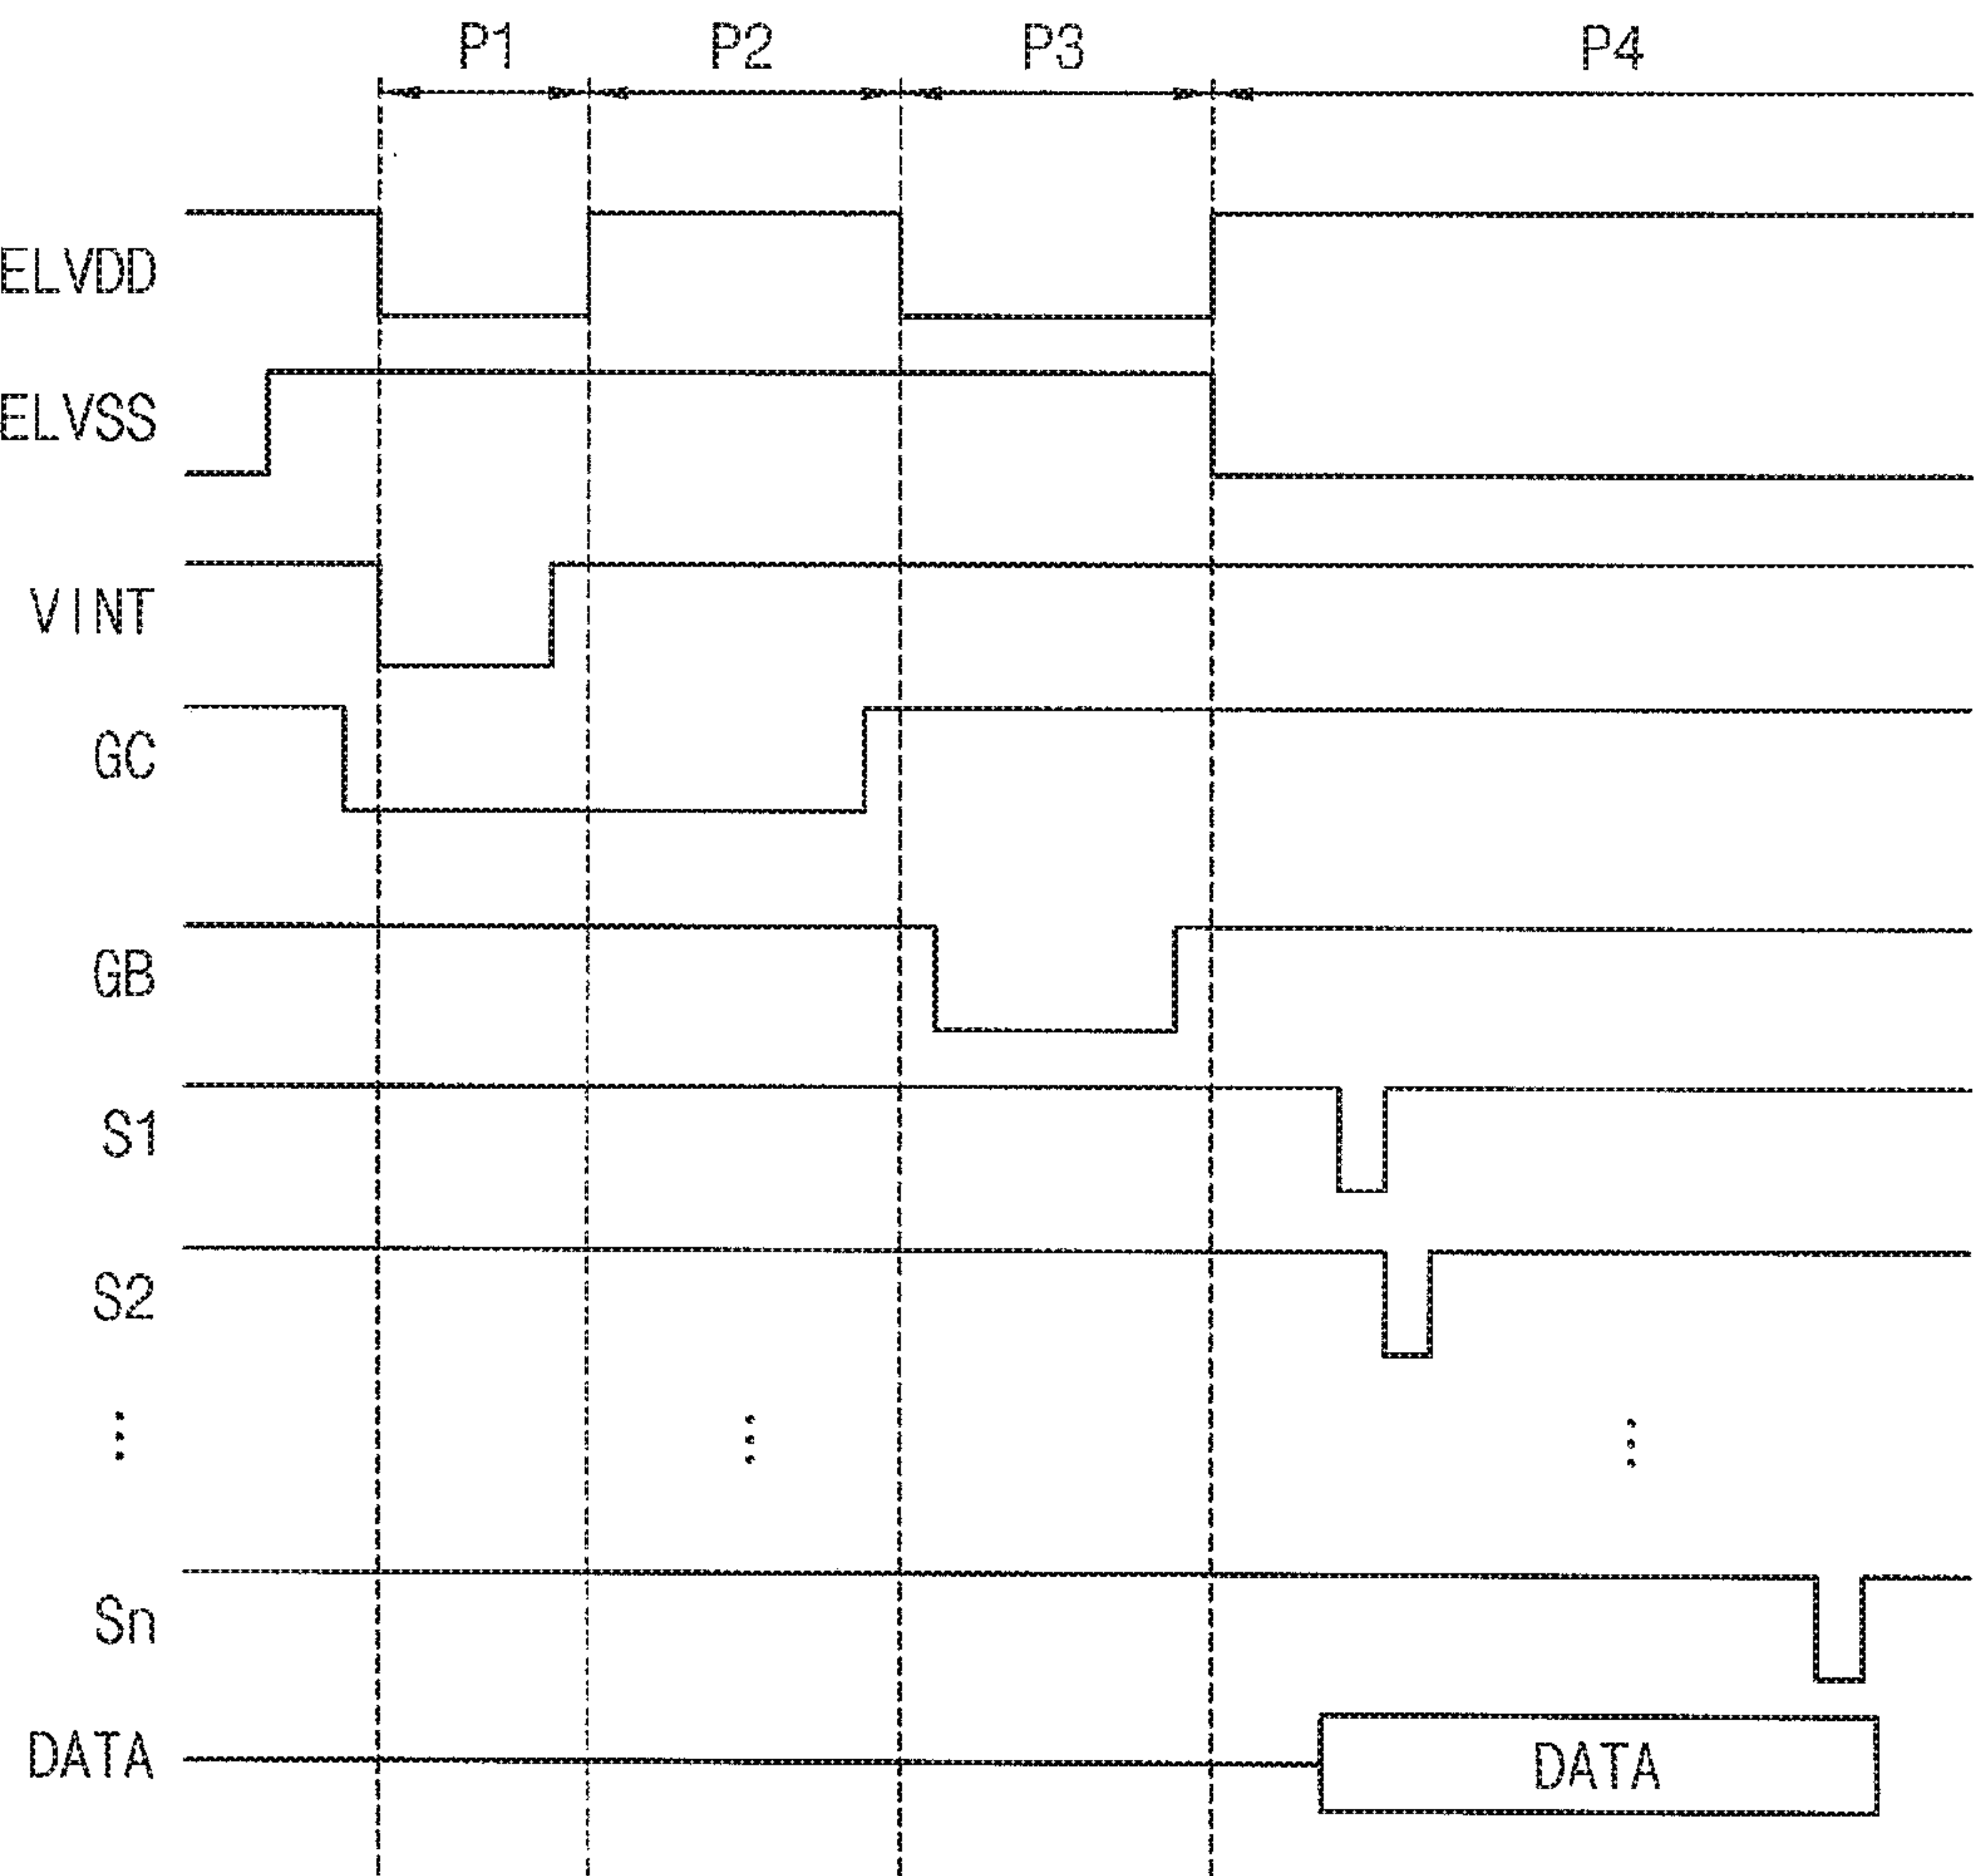 P1 P2 P3 P4
ELVDD
ELVSS
VINT
GC
GB
S1
S2
Sn
DATA DATA